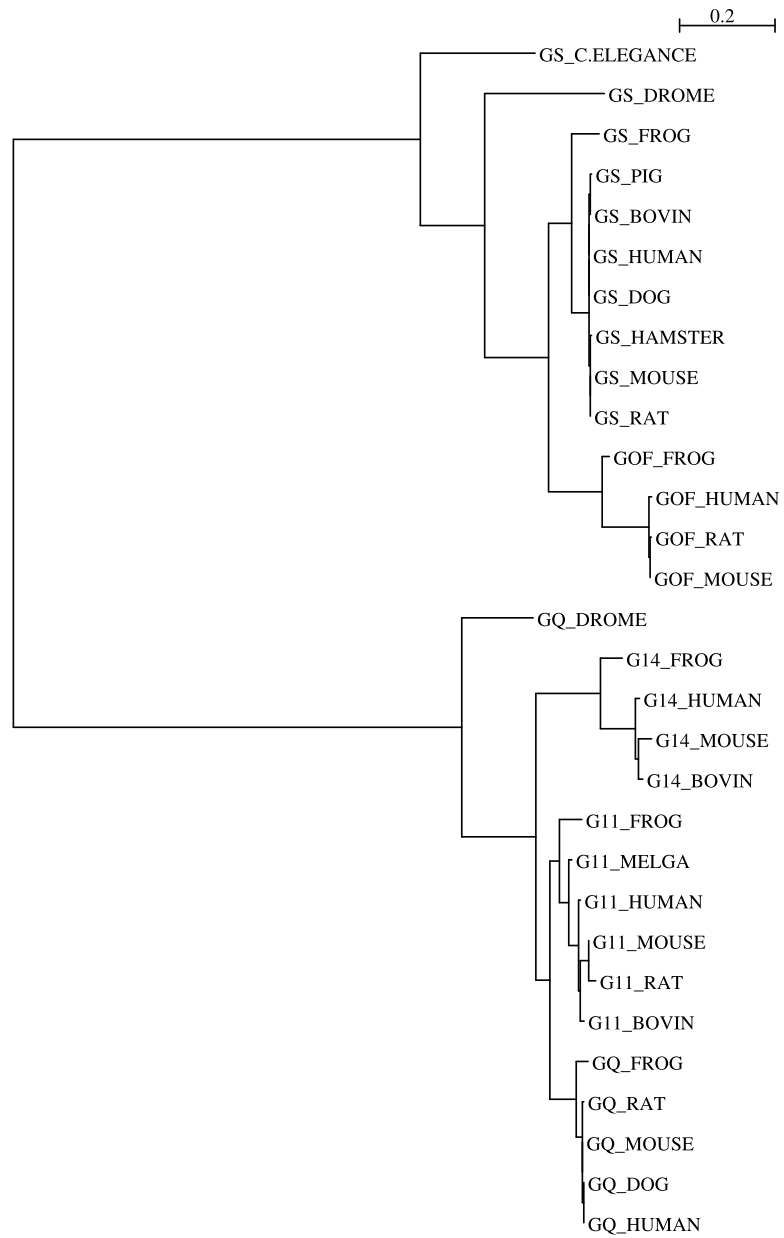 0.2
GS_C.ELEGANCE
GS_DROME
GS_FROG
GS_PIG
GS_BOVIN
GS_HUMAN
GS_DOG
GS_HAMSTER
GS_MOUSE
GS_RAT
GOF_FROG
GOF_HUMAN
GOF_RAT
GOF_MOUSE
GQ_DROME
G14_FROG
G14_HUMAN
G14_MOUSE
G14_BOVIN
G11_FROG
G11_MELGA
G11_HUMAN
G11_MOUSE
G11_RAT
G11_BOVIN
GQ_FROG
GQ_RAT
GQ_MOUSE
GQ_DOG
GQ_HUMAN